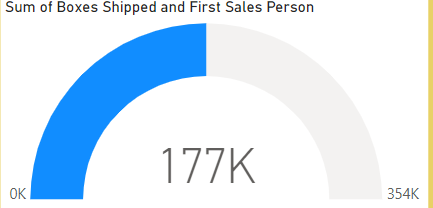 Sum of Boxes Shipped and First Sales Person
177K
0K
354K